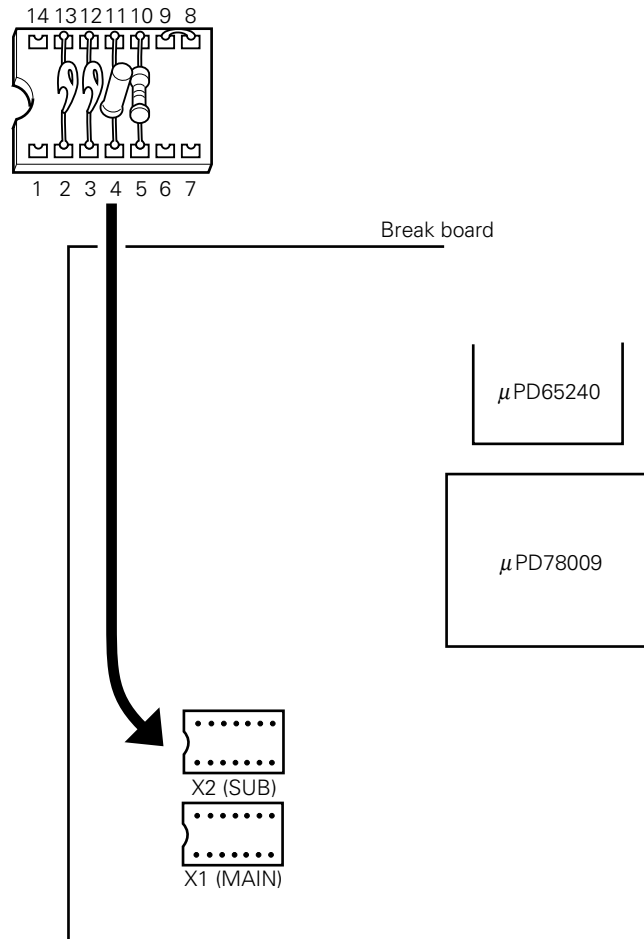 14 13 12 11 10 9 8
1 2 3 4 5 6 7
Break board
μPD65240
μPD78009
X2 (SUB)
X1 (MAIN)